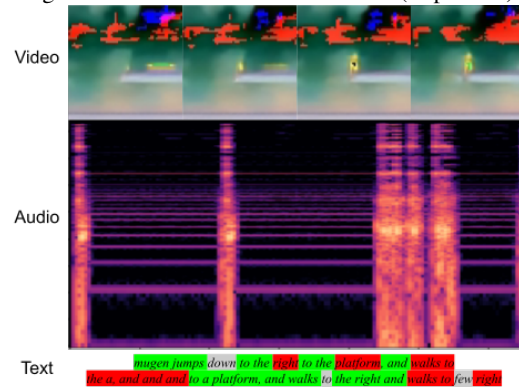 Video
Audio
Text
mugen jumps down to the right to the platform, and walks to
the a, and and and to a platform, and walks to the right and walks to few right